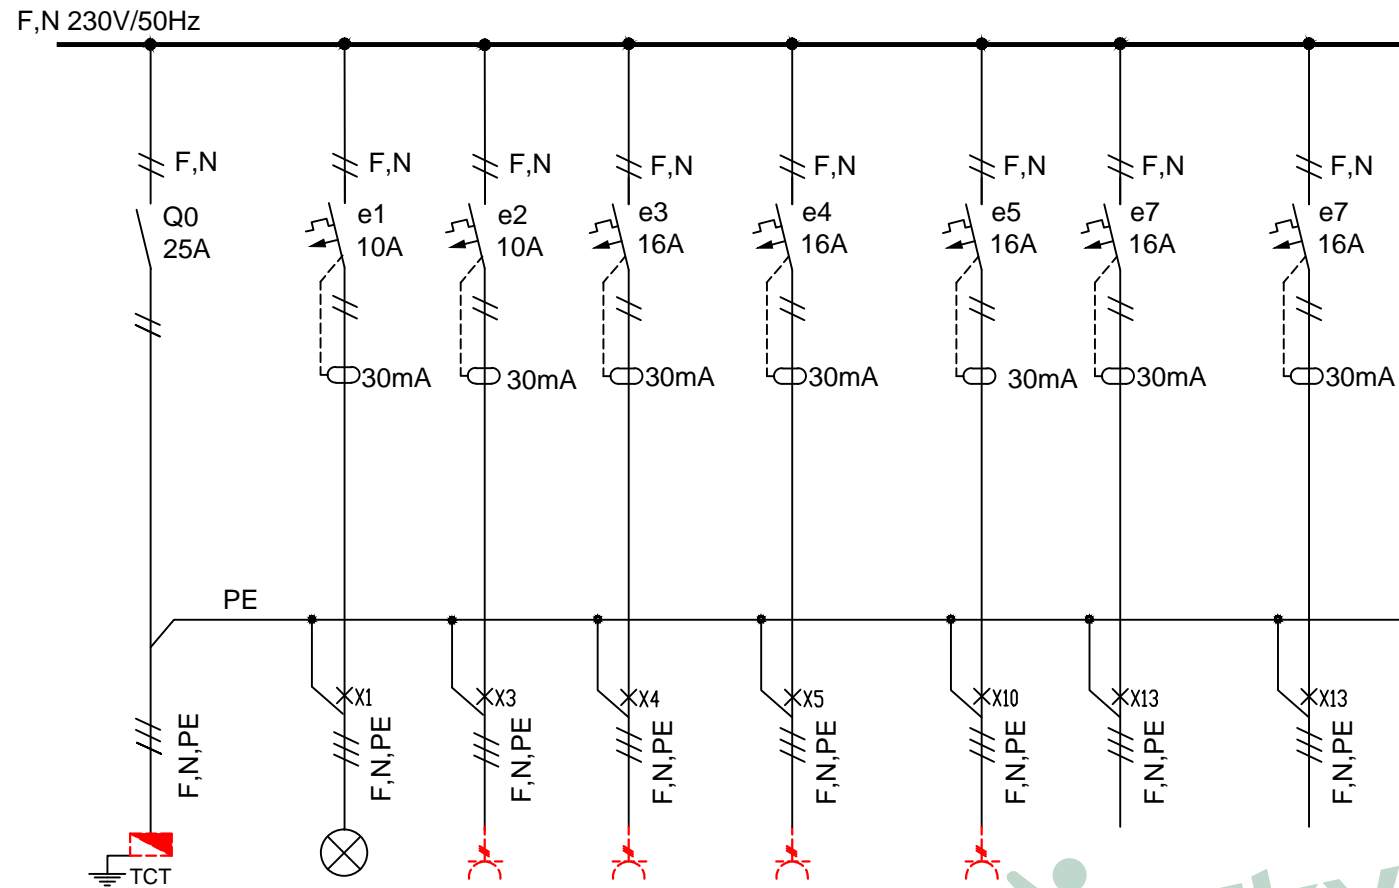 F,N 230V/50Hz
F,N F,N F,N F,N F,N F,N F,N F,N
Q0 e1 e2 e3 e4 e5 e7 e7
25A 10A 10A 16A 16A 16A 16A 16A
30mA 30mA 30mA 30mA 30mA 30mA 30mA
PE
X1 X3 X4 X5 X10 X13 X13
F,N,PE F,N,PE F,N,PE F,N,PE F,N,PE F,N,PE F,N,PE F,N,PE
TCT